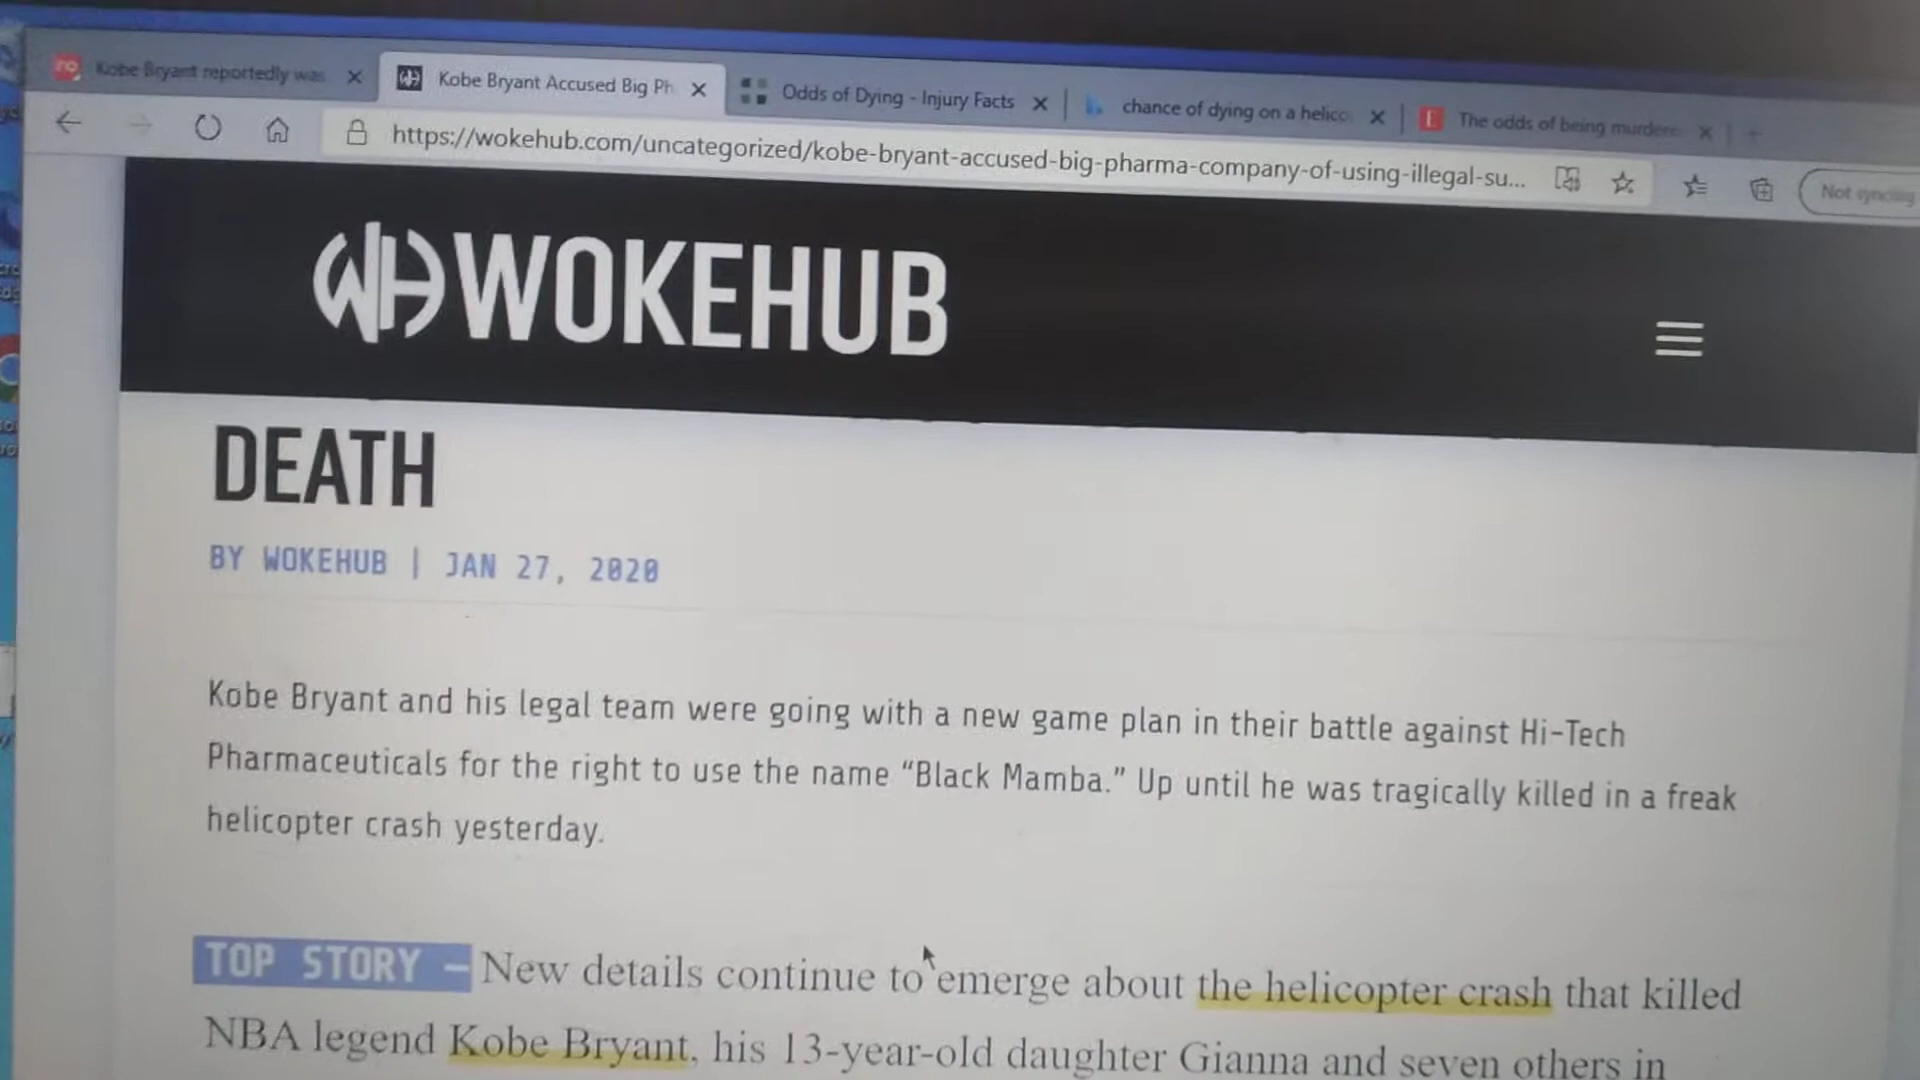 Kobe Bryant reportedly was
Kobe Bryant Accused Big Ph
Odds of Dying - Injury Facts
chance of dying on a helico
The odds of being murdere
https://wokehub.com/uncategorized/kobe-bryant-accused-big-pharma-company-of-using-illegal-su...
Not syncing
WH WOKEHUB
DEATH
BY WOKEHUB | JAN 27, 2020
Kobe Bryant and his legal team were going with a new game plan in their battle against Hi-Tech
Pharmaceuticals for the right to use the name “Black Mamba.” Up until he was tragically killed in a freak
helicopter crash yesterday.
TOP STORY – New details continue to emerge about the helicopter crash that killed
NBA legend Kobe Bryant, his 13-year-old daughter Gianna and seven others in